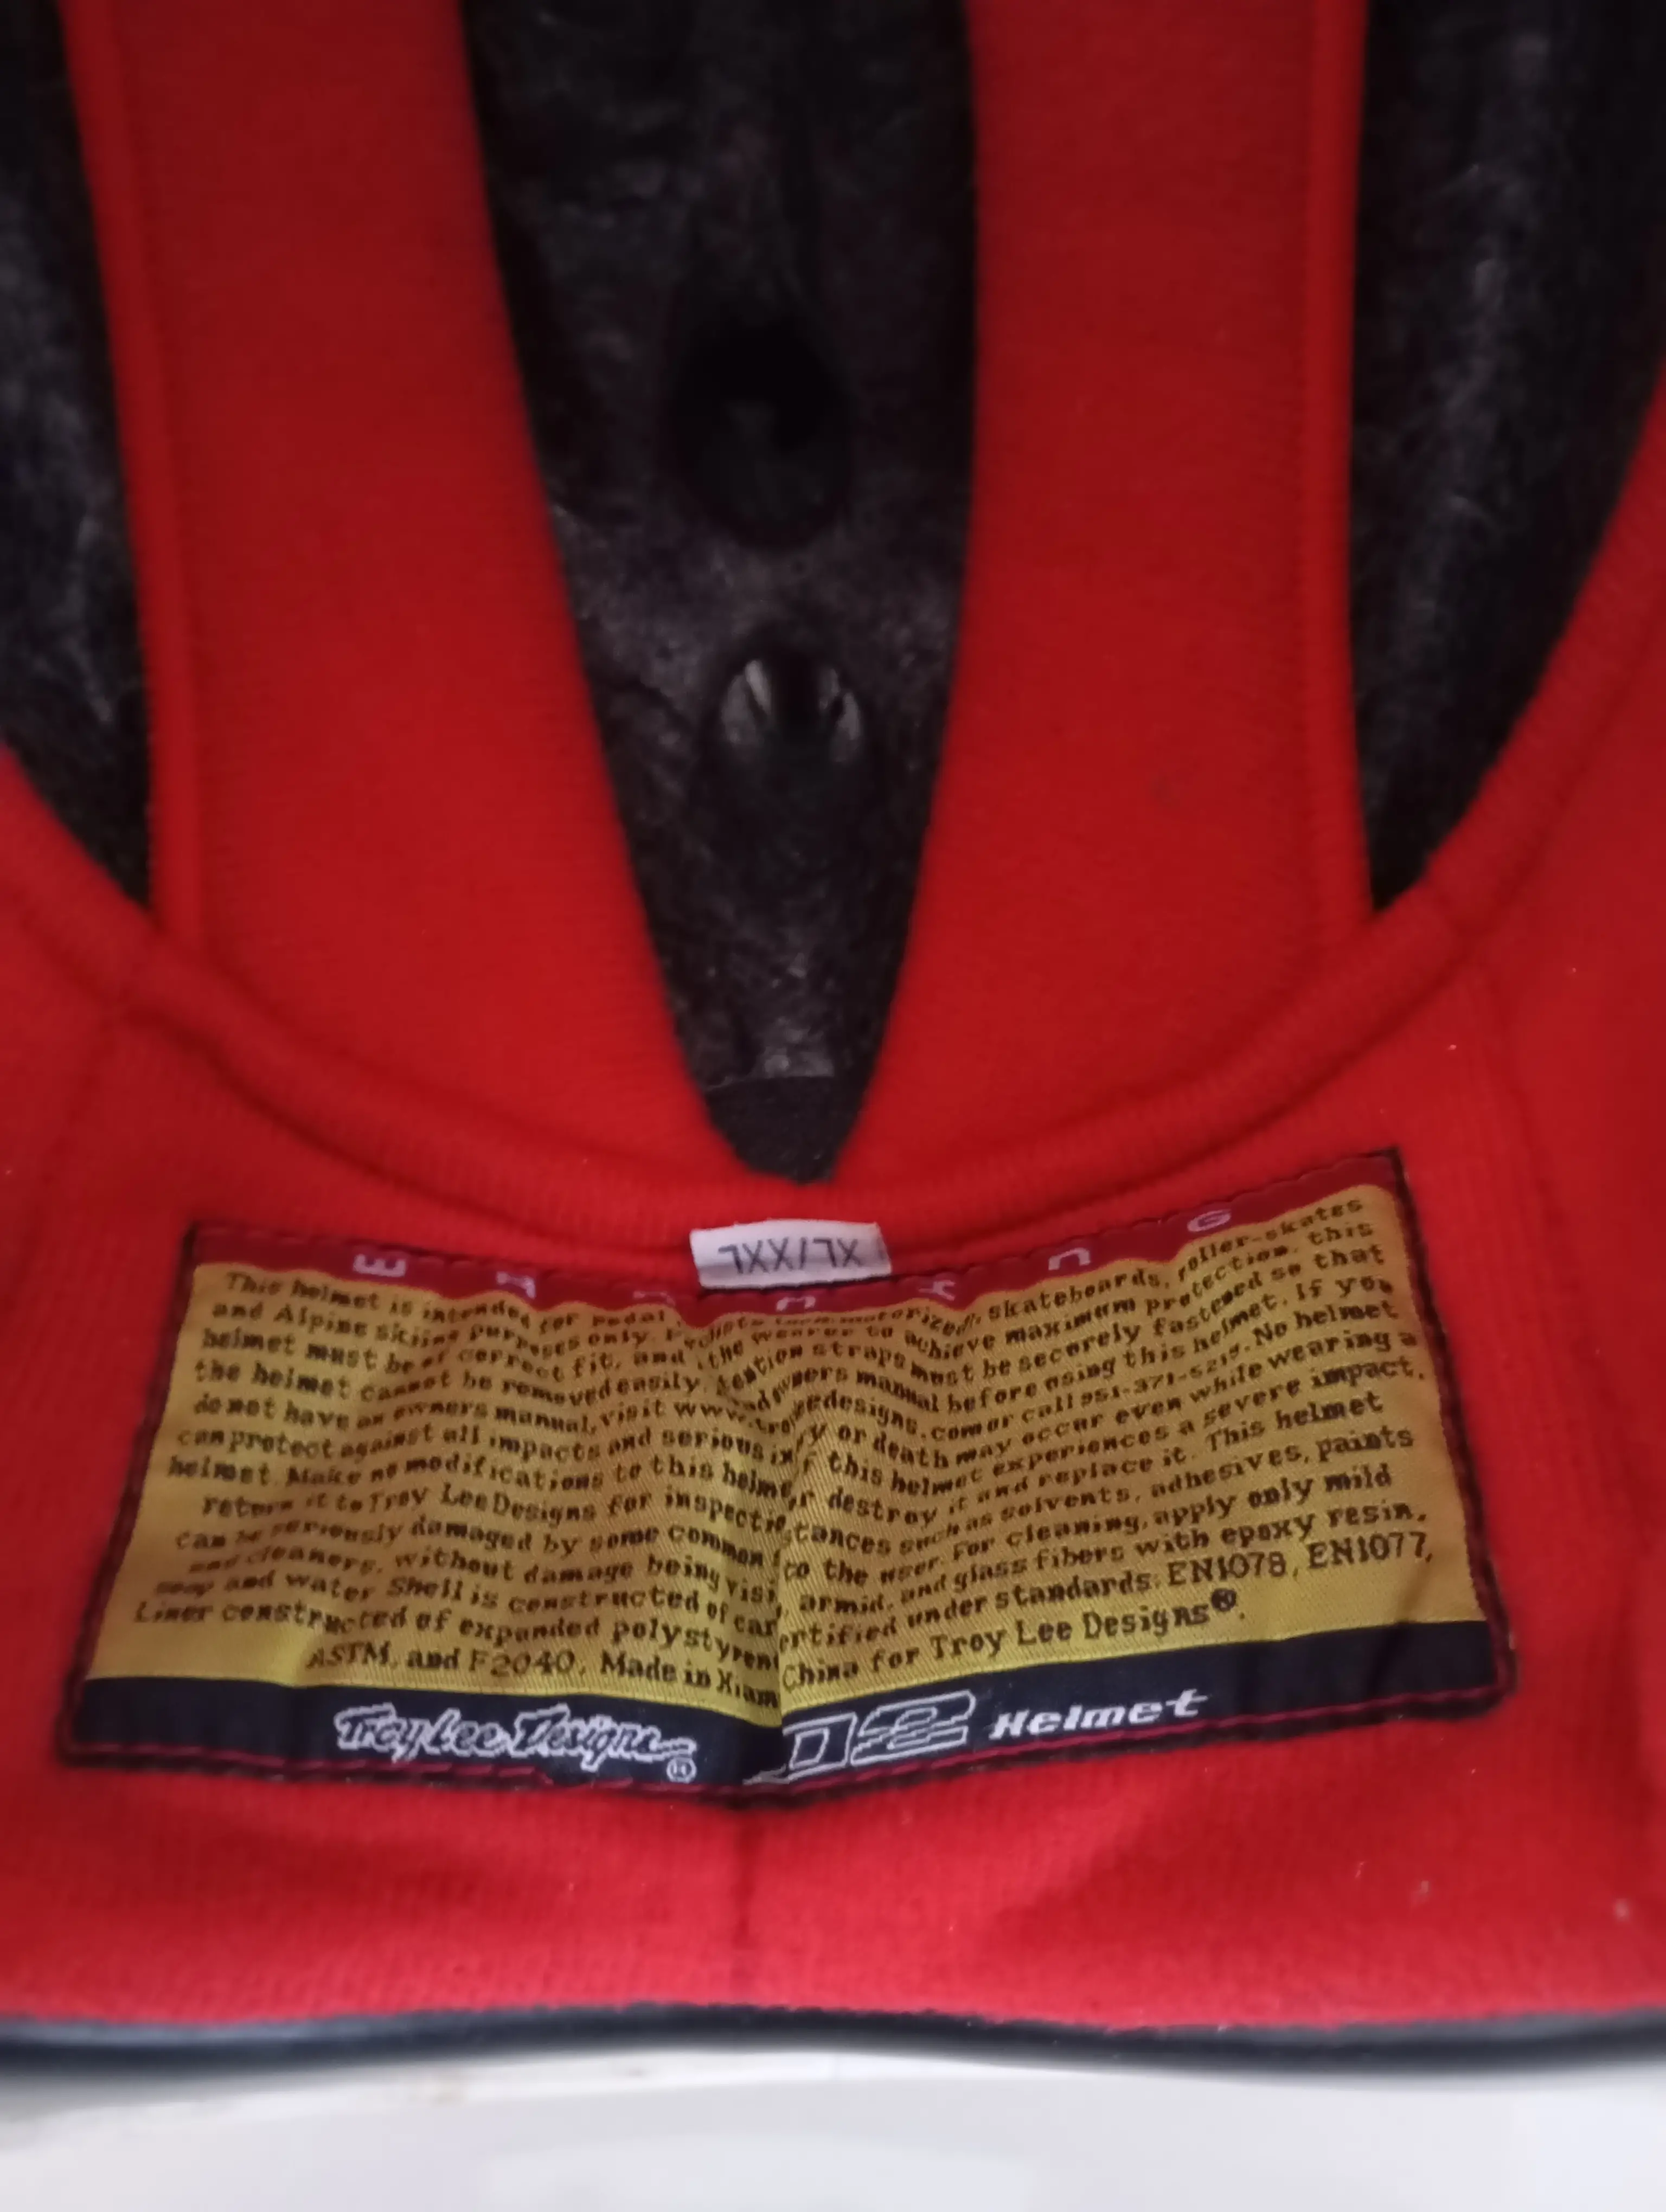 XL/XXL
This helmet is intended for pedal skateboards, roller-skates
and Alpine skiing purposes only. the wearer to achieve maximum protection, this
helmet must be of correct fit, and straps must be securely fastened so that
the helmet cannot be removed easily. owners manual before using this helmet. If you
do not have an owners manual, visit www. designs.com or call 951-371-5219. No helmet
can protect against all impacts and serious or death may occur even while wearing a
helmet. Make no modifications to this helmet this helmet experiences a severe impact,
return it to Troy Lee Designs for destroy it and replace it. This helmet
can be seriously damaged by some common such as solvents, adhesives, paints
and cleaners, without damage being to the user. For cleaning, apply only mild
soap and water Shell is constructed of armid, and glass fibers with epoxy resin.
Liner constructed of expanded under standards: EN1078, EN1077,
ASTM, and F2040. Made in China for Troy Lee Designs®.
Troy Lee Designs® D2 Helmet